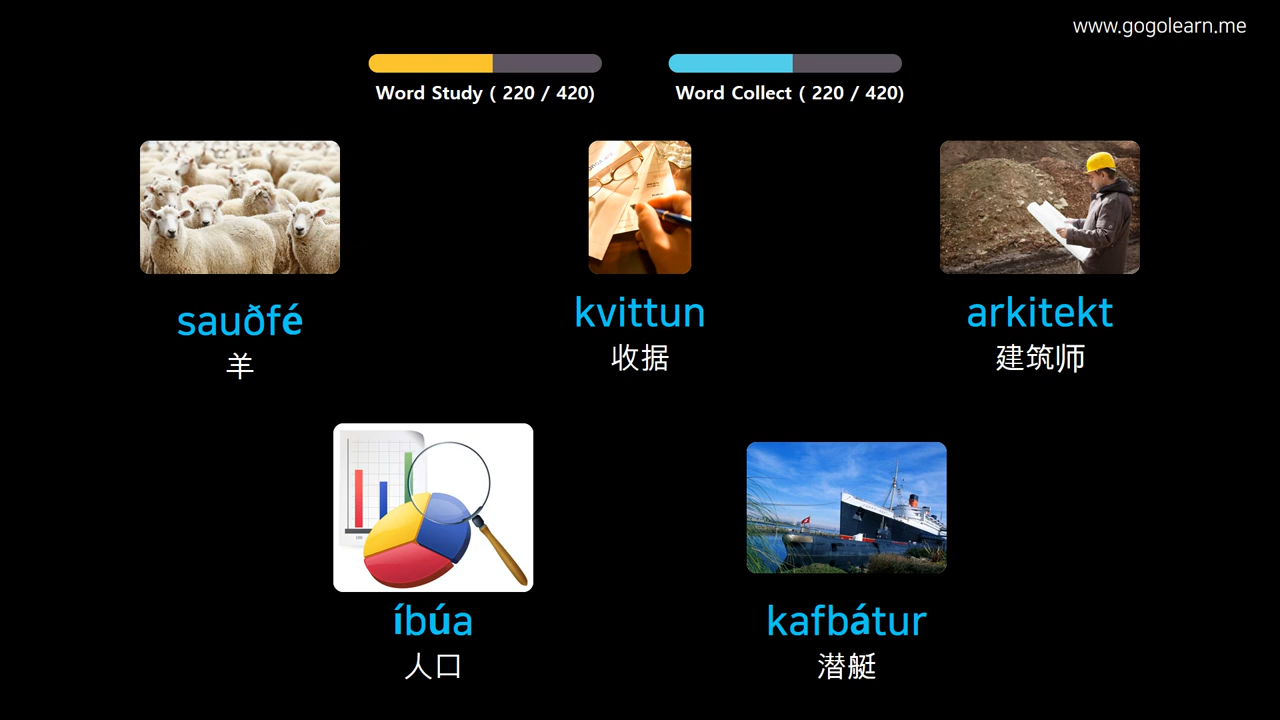 www.gogolearn.me
Word Study ( 220 / 420)
Word Collect ( 220 / 420)
sauðfé
羊
kvittun
收据
arkitekt
建筑师
íbúa
人口
kafbátur
潜艇